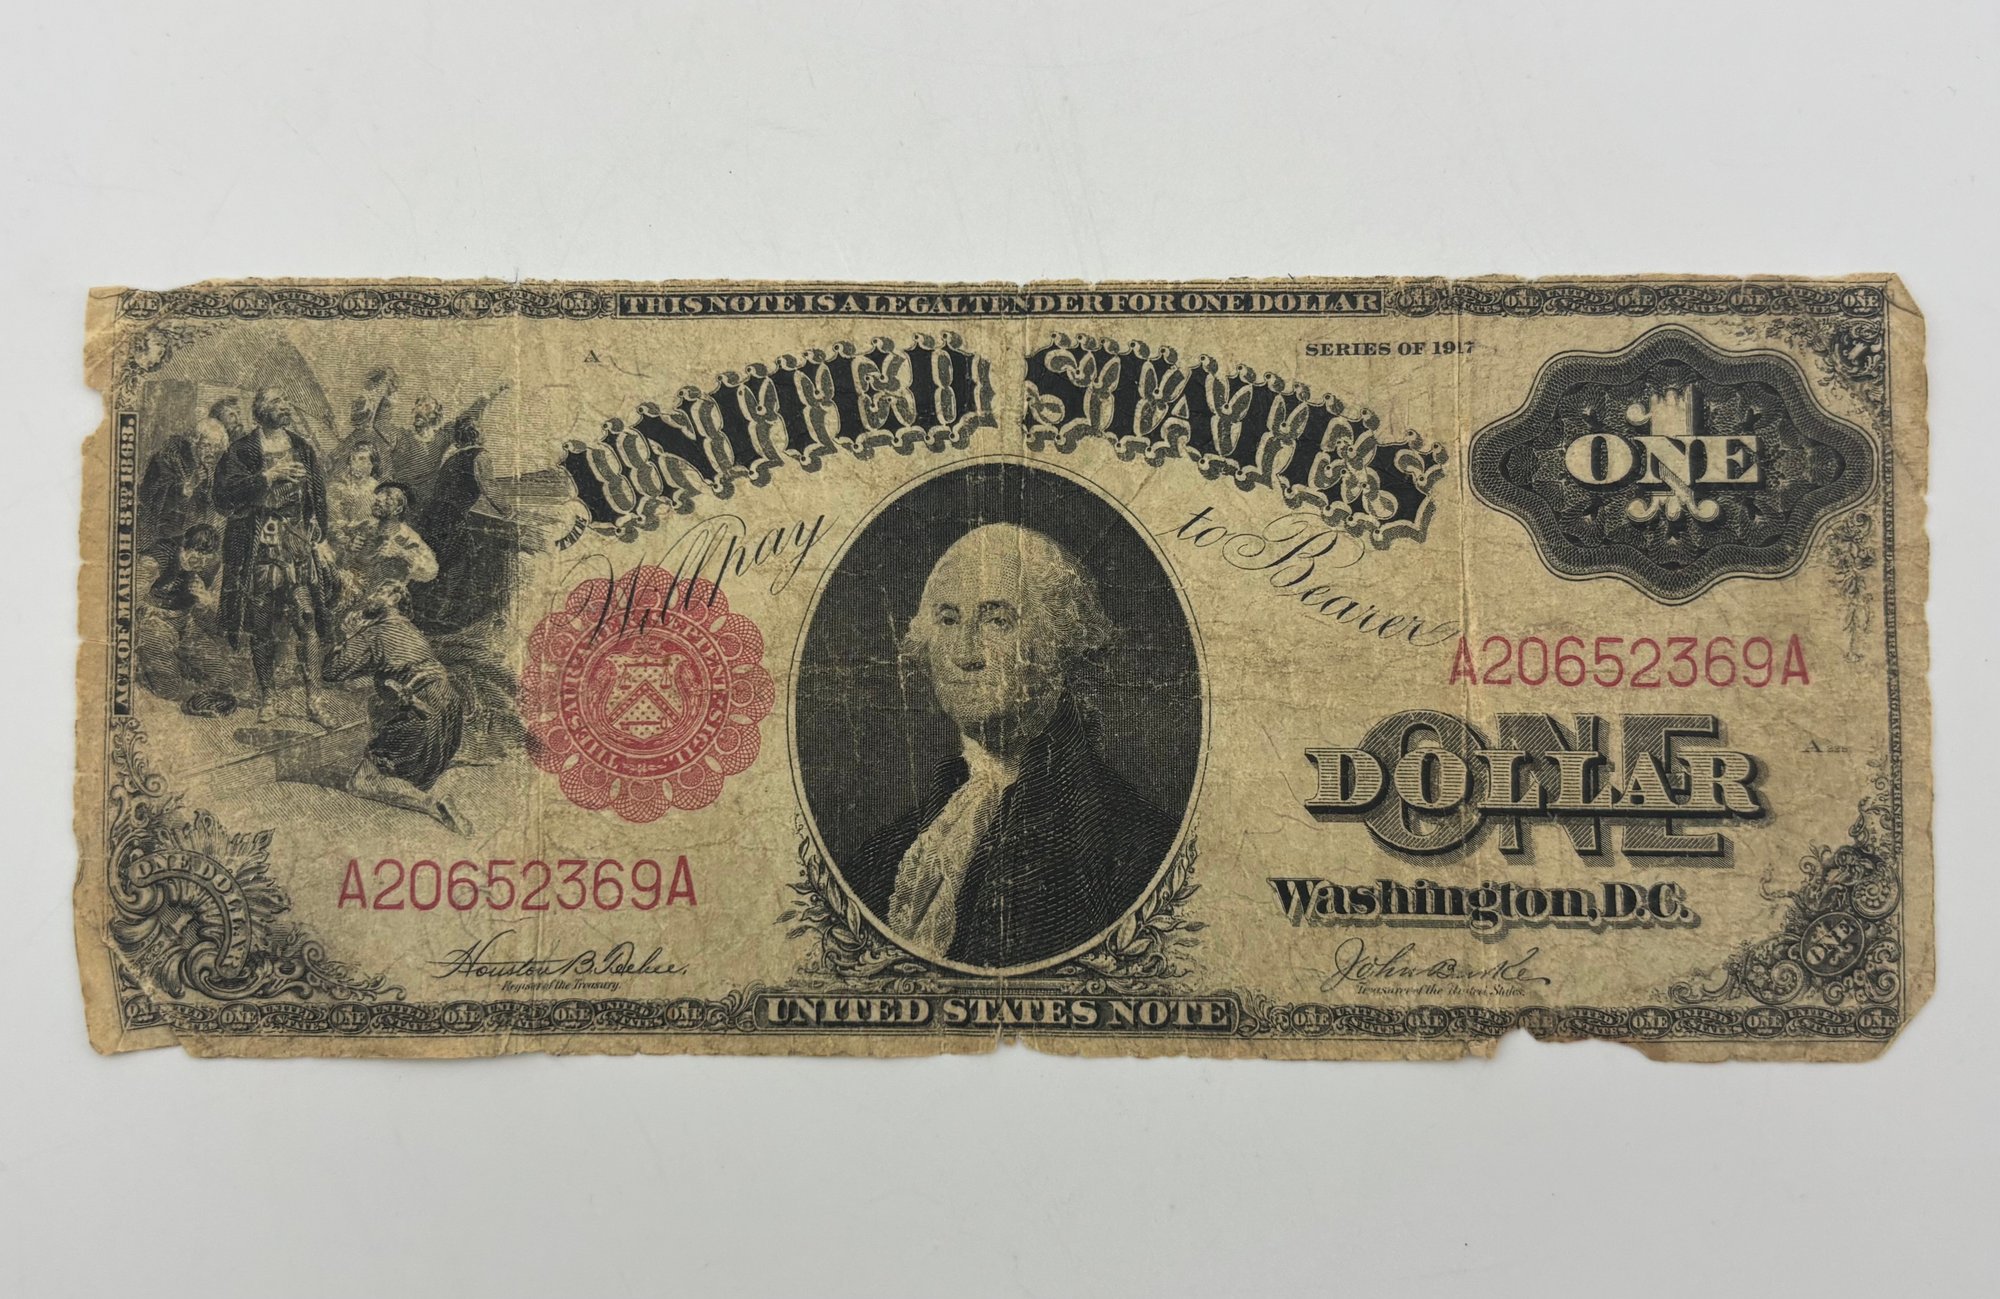 THIS NOTE IS A LEGAL TENDER FOR ONE DOLLAR
A
SERIES OF 1917
ACT OF MARCH 3RD 1863.
THE
UNITED STATES
Will pay to Bearer
ONE
A20652369A
ONE
DOLLAR
A
Washington, D.C.
A20652369A
ONE DOLLAR
Houston B. Teehee,
Register of the Treasury.
John Burke
Treasurer of the United States.
ONE
UNITED STATES NOTE